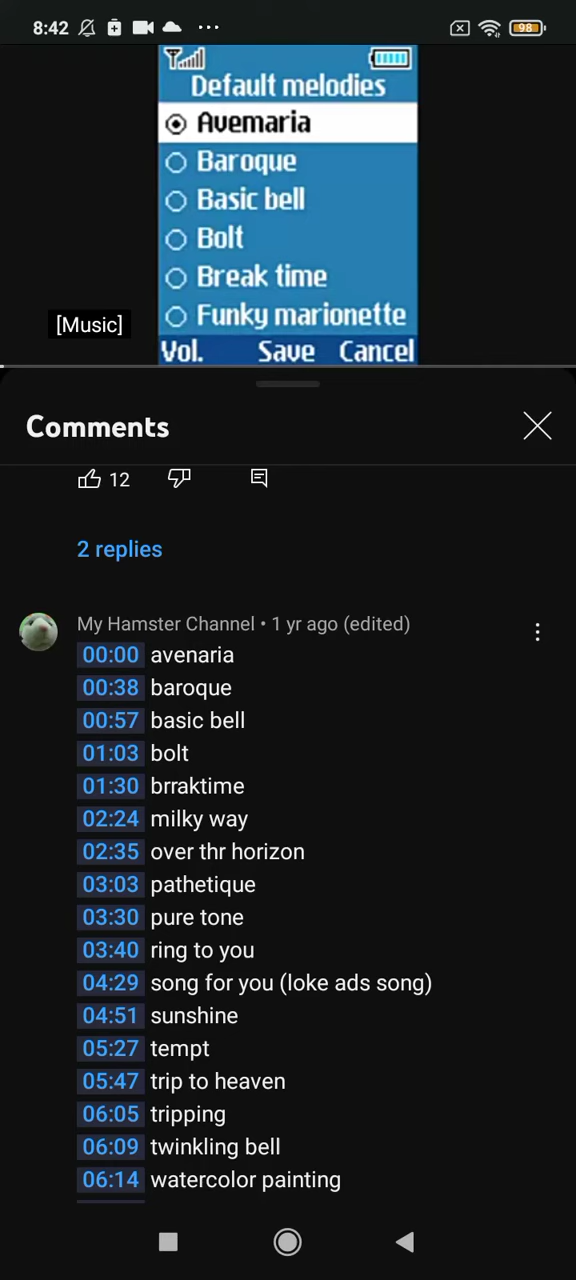 8:42
98
Default melodies
Avemaria
Baroque
Basic bell
Bolt
Break time
Funky marionette
[Music]
Vol. Save Cancel
Comments
12
2 replies
My Hamster Channel • 1 yr ago (edited)
00:00 avenaria
00:38 baroque
00:57 basic bell
01:03 bolt
01:30 brraktime
02:24 milky way
02:35 over thr horizon
03:03 pathetique
03:30 pure tone
03:40 ring to you
04:29 song for you (loke ads song)
04:51 sunshine
05:27 tempt
05:47 trip to heaven
06:05 tripping
06:09 twinkling bell
06:14 watercolor painting